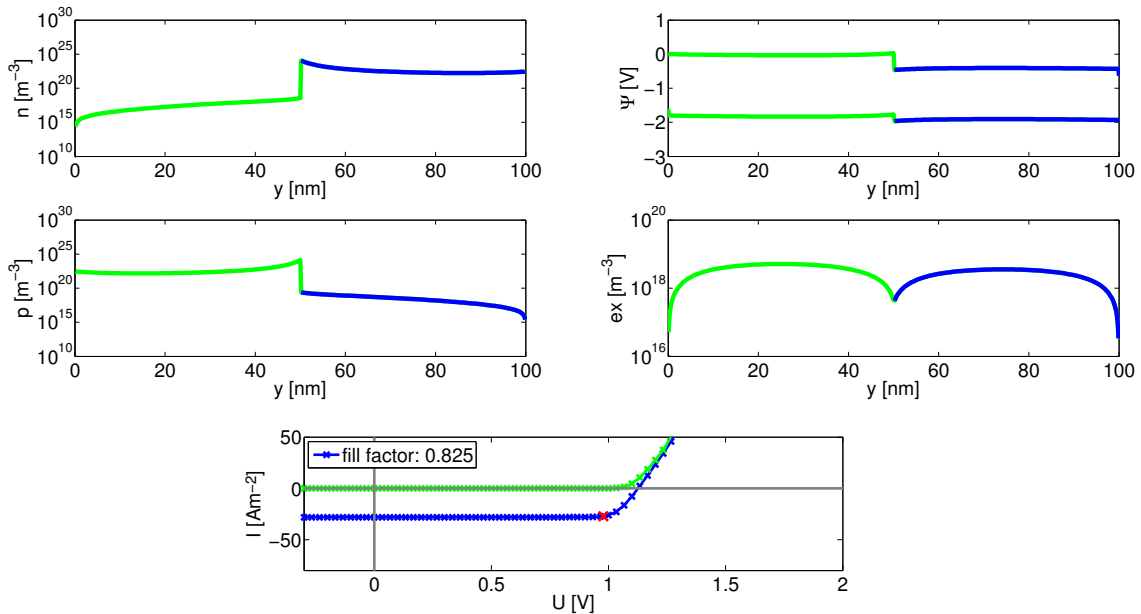 10^30
10^25
10^20
10^15
10^10
n [m^−3]
0 20 40 60 80 100
y [nm]
1
0
−1
−2
−3
Ψ [V]
0 20 40 60 80 100
y [nm]
10^30
10^25
10^20
10^15
10^10
p [m^−3]
0 20 40 60 80 100
y [nm]
10^20
10^18
10^16
ex [m^−3]
0 20 40 60 80 100
y [nm]
50
0
−50
I [Am^−2]
fill factor: 0.825
0 0.5 1 1.5 2
U [V]